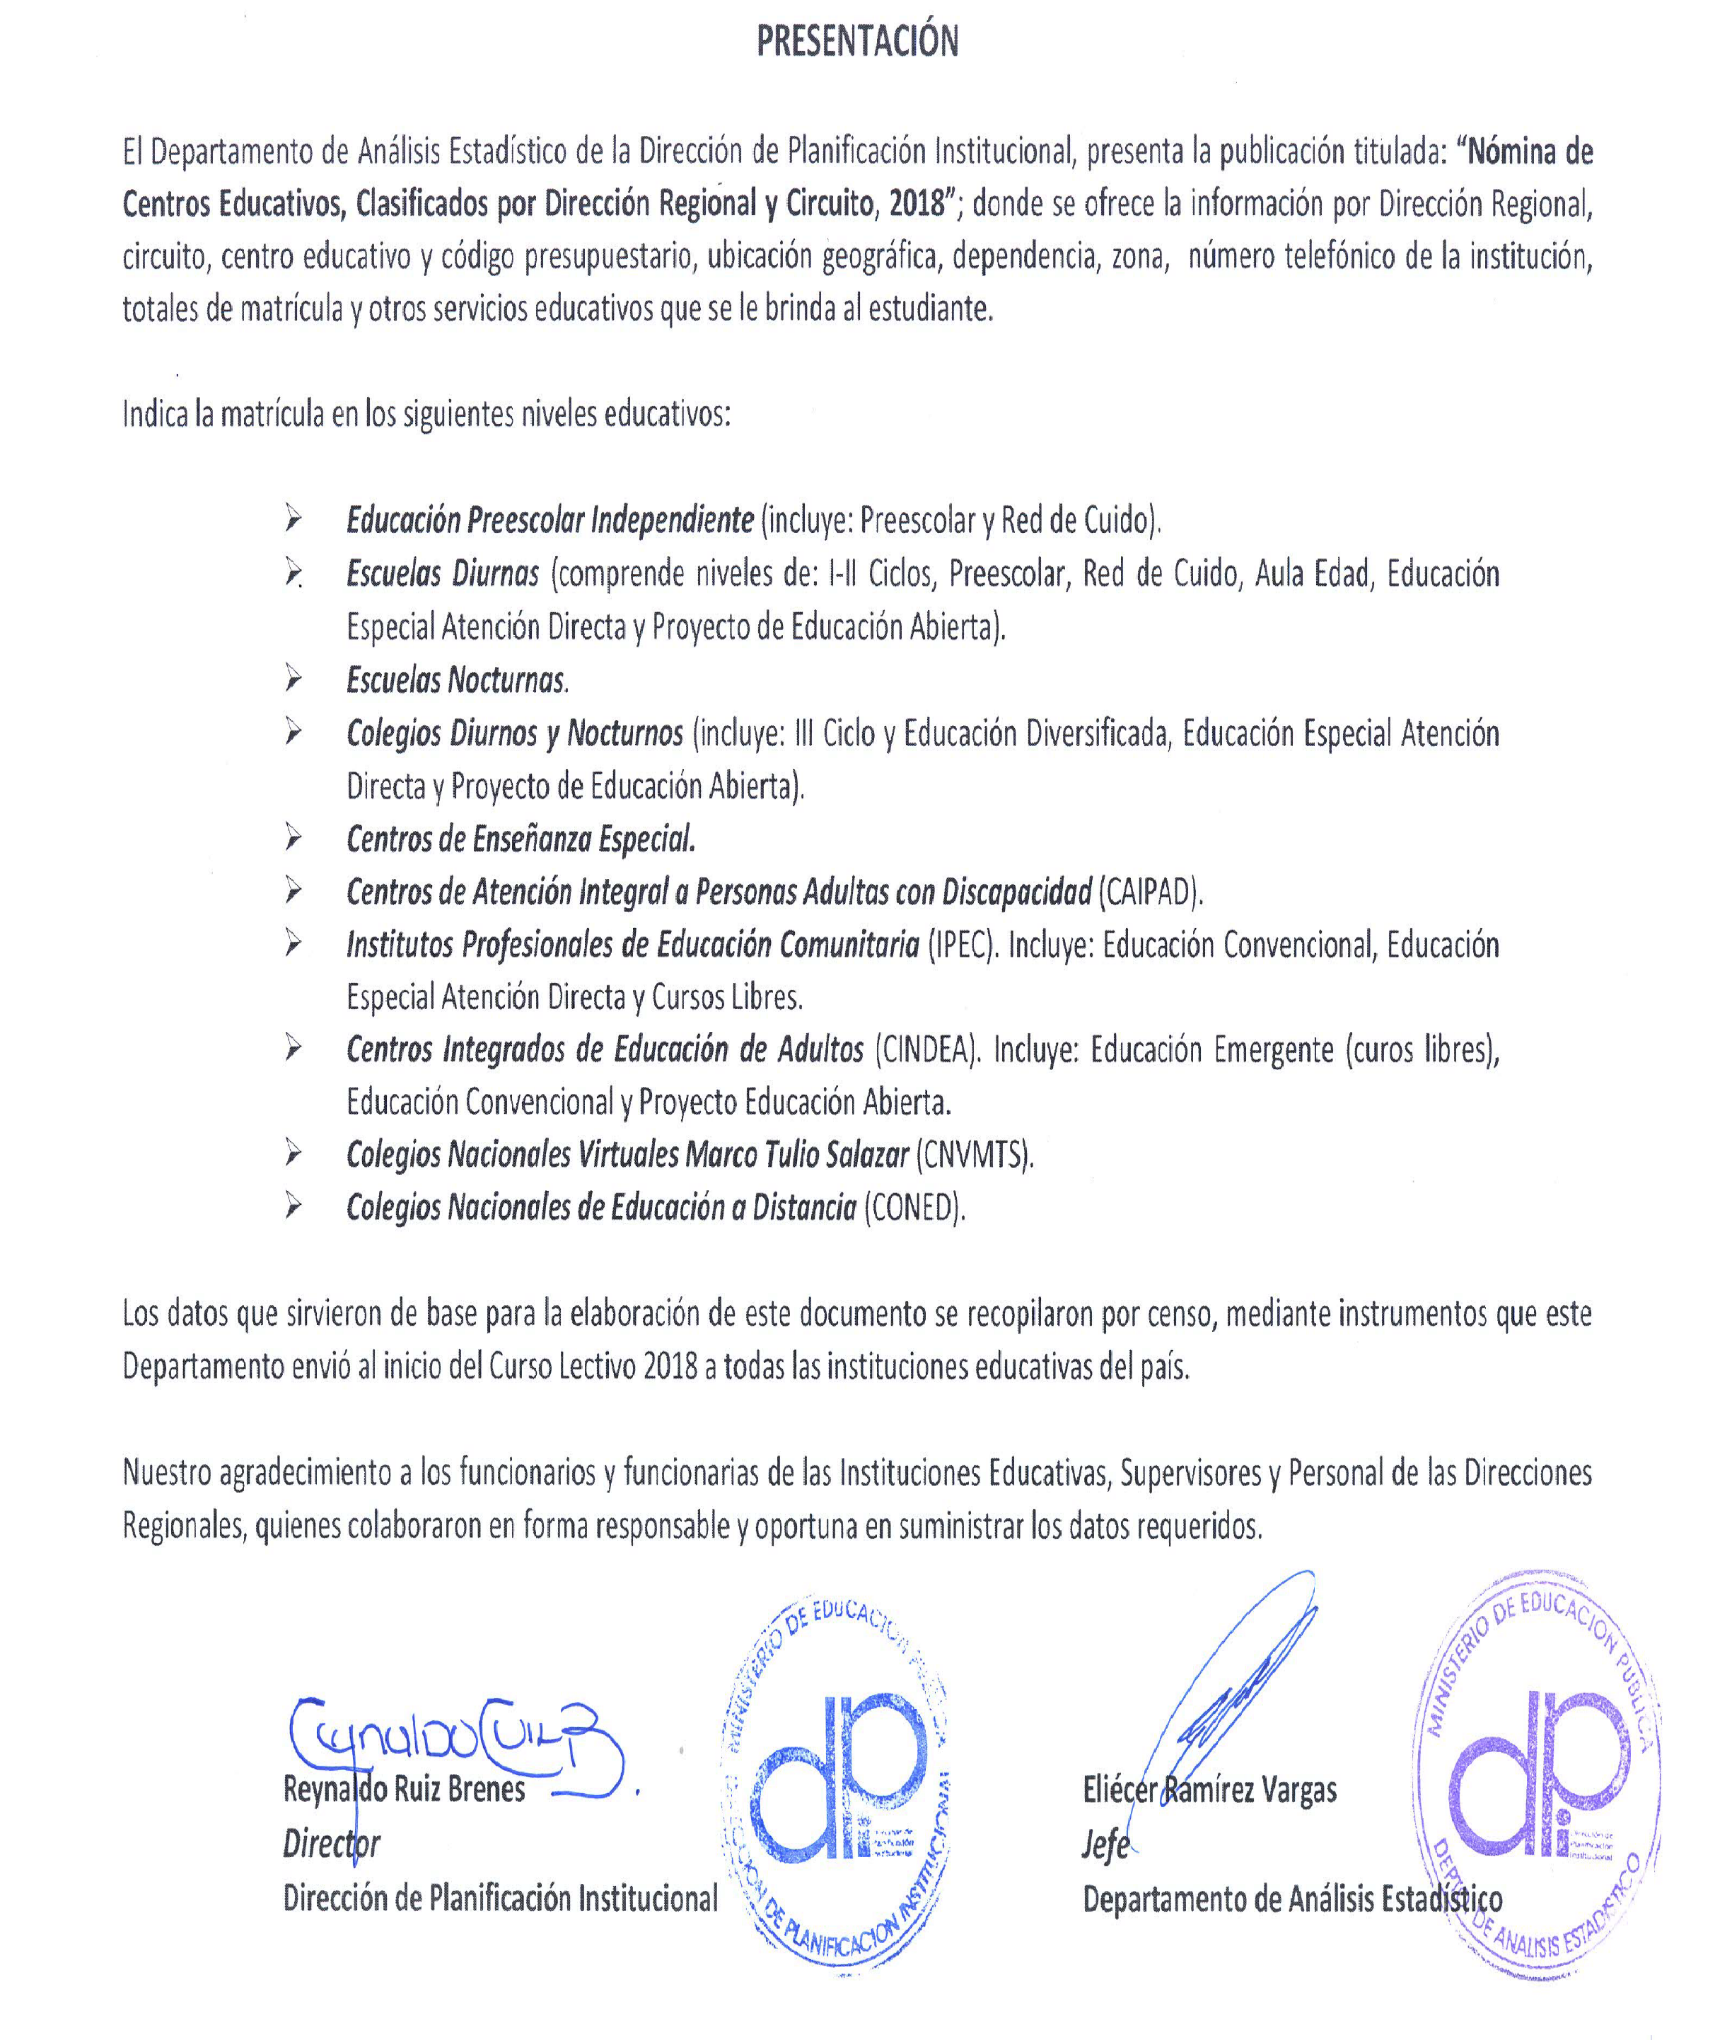 PRESENTACIÓN
El Departamento de Análisis Estadístico de la Dirección de Planificación Institucional, presenta la publicación titulada: “Nómina de
Centros Educativos, Clasificados por Dirección Regional y Circuito, 2018”; donde se ofrece la información por Dirección Regional,
circuito, centro educativo y código presupuestario, ubicación geográfica, dependencia, zona, número telefónico de la institución,
totales de matrícula y otros servicios educativos que se le brinda al estudiante.
Indica la matrícula en los siguientes niveles educativos:
➢ Educación Preescolar Independiente (incluye: Preescolar y Red de Cuido).
➢ Escuelas Diurnas (comprende niveles de: I-II Ciclos, Preescolar, Red de Cuido, Aula Edad, Educación
Especial Atención Directa y Proyecto de Educación Abierta).
➢ Escuelas Nocturnas.
➢ Colegios Diurnos y Nocturnos (incluye: III Ciclo y Educación Diversificada, Educación Especial Atención
Directa y Proyecto de Educación Abierta).
➢ Centros de Enseñanza Especial.
➢ Centros de Atención Integral a Personas Adultas con Discapacidad (CAIPAD).
➢ Institutos Profesionales de Educación Comunitaria (IPEC). Incluye: Educación Convencional, Educación
Especial Atención Directa y Cursos Libres.
➢ Centros Integrados de Educación de Adultos (CINDEA). Incluye: Educación Emergente (curos libres),
Educación Convencional y Proyecto Educación Abierta.
➢ Colegios Nacionales Virtuales Marco Tulio Salazar (CNVMTS).
➢ Colegios Nacionales de Educación a Distancia (CONED).
Los datos que sirvieron de base para la elaboración de este documento se recopilaron por censo, mediante instrumentos que este
Departamento envió al inicio del Curso Lectivo 2018 a todas las instituciones educativas del país.
Nuestro agradecimiento a los funcionarios y funcionarias de las Instituciones Educativas, Supervisores y Personal de las Direcciones
Regionales, quienes colaboraron en forma responsable y oportuna en suministrar los datos requeridos.
Reynaldo Ruiz Brenes
Director
Dirección de Planificación Institucional
MINISTERIO DE EDUCACION PUBLICA
dpi
DE PLANIFICACION INSTITUCIONAL
Eliécer Ramírez Vargas
Jefe
Departamento de Análisis Estadístico
MINISTERIO DE EDUCACION PUBLICA
dpi
DEPTO. DE ANALISIS ESTADISTICO